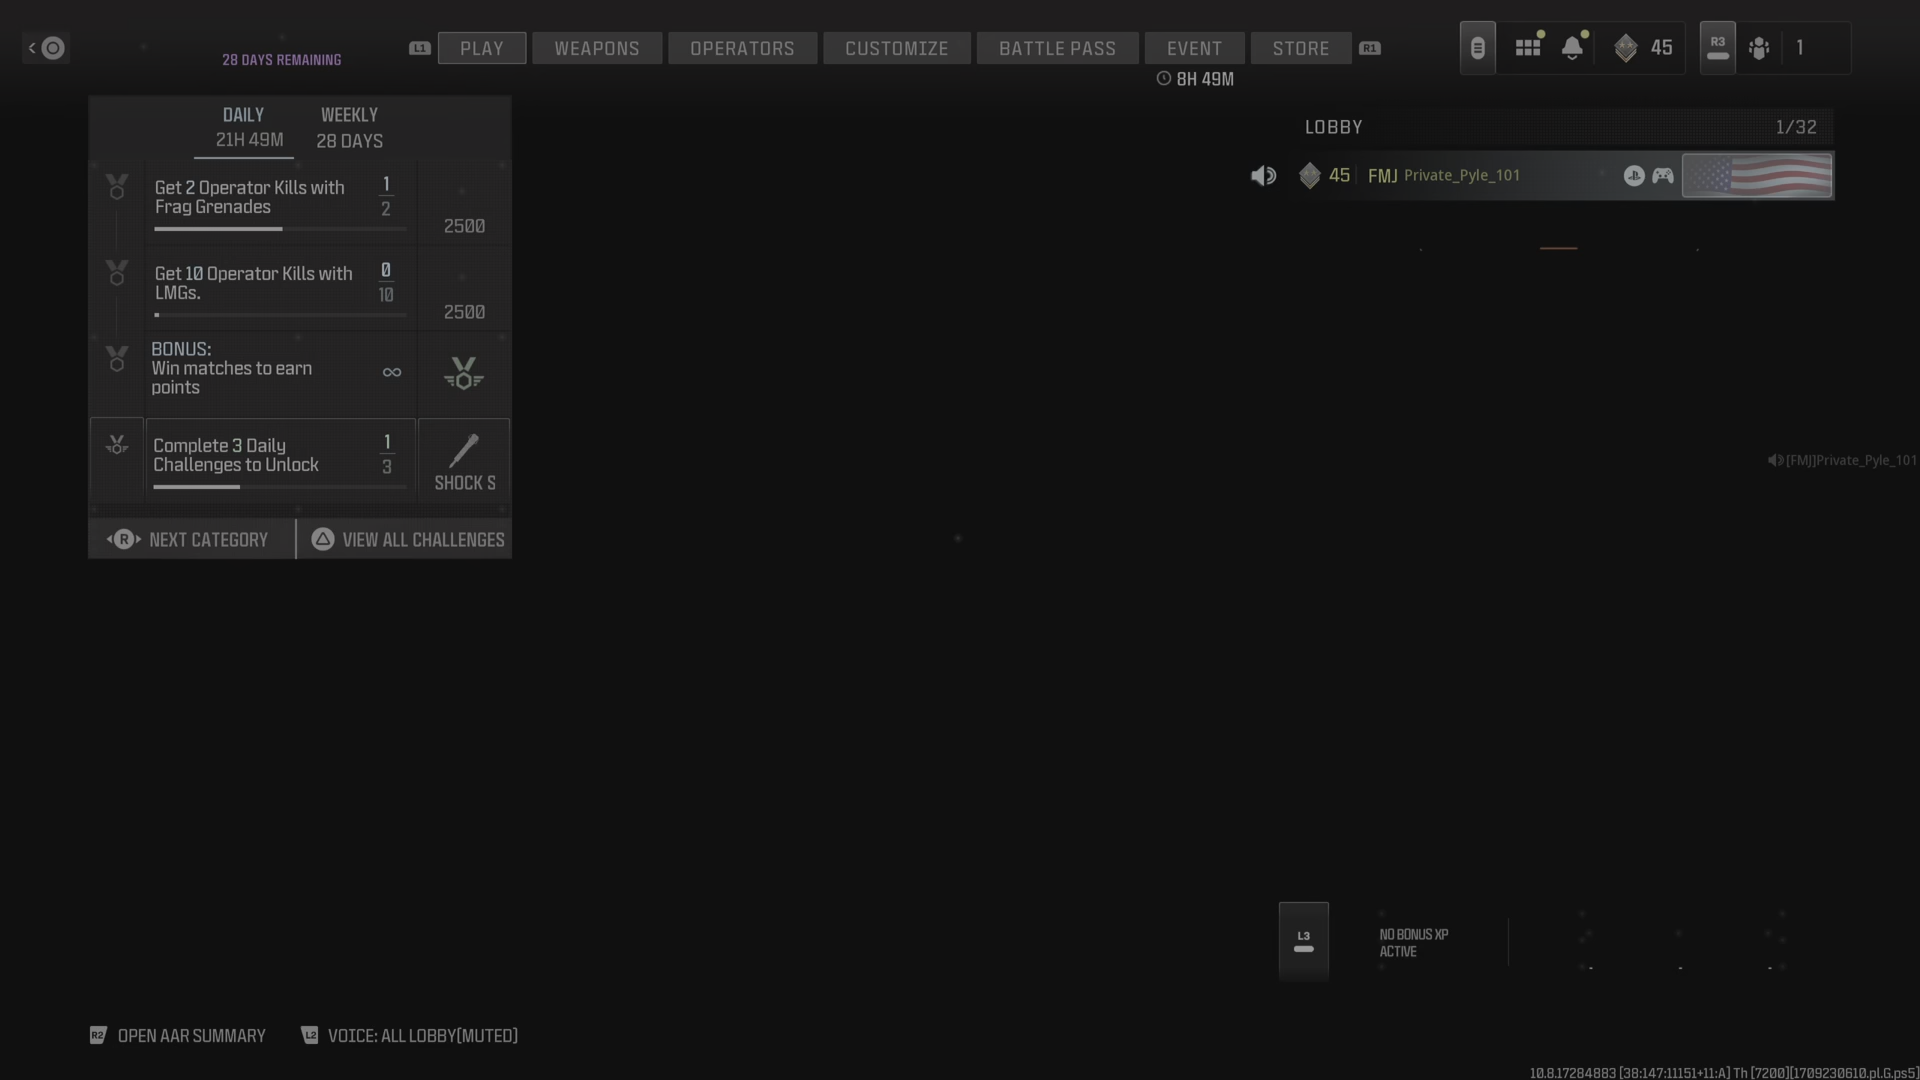 28 DAYS REMAINING
L1
PLAY
WEAPONS
OPERATORS
CUSTOMIZE
BATTLE PASS
EVENT
STORE
R1
8H 49M
45
R3
1
DAILY
21H 49M
WEEKLY
28 DAYS
Get 2 Operator Kills with
Frag Grenades
1
2
2500
Get 10 Operator Kills with
LMGs.
0
10
2500
BONUS:
Win matches to earn
points
∞
Complete 3 Daily
Challenges to Unlock
1
3
SHOCK S
R NEXT CATEGORY
VIEW ALL CHALLENGES
LOBBY
1/32
45 FMJ Private_Pyle_101
[FMJ]Private_Pyle_101
L3
NO BONUS XP
ACTIVE
R2 OPEN AAR SUMMARY
L2 VOICE: ALL LOBBY[MUTED]
10.8.17284883 [38:147:11151+11:A] Th [7200][1709230610.pl.G.ps5]